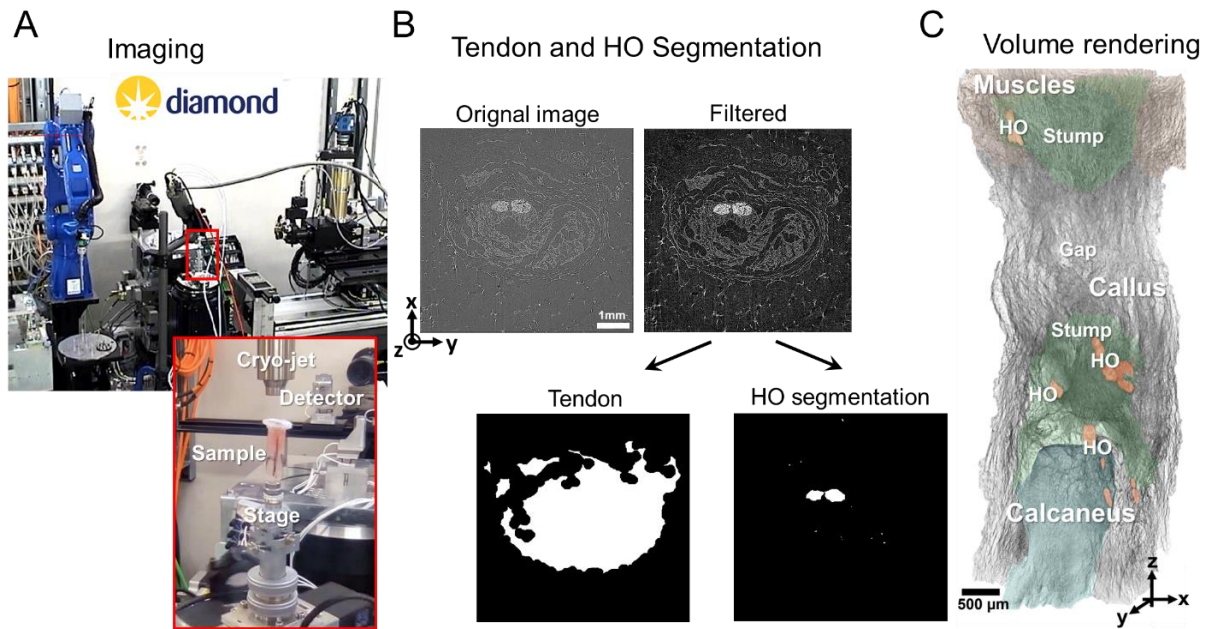 A
Imaging
diamond
Cryo-jet
Detector
Sample
Stage
B
Tendon and HO Segmentation
Orignal image
Filtered
1mm
x
z
y
Tendon
HO segmentation
C
Volume rendering
Muscles
HO
Stump
Gap
Callus
Stump
HO
HO
HO
Calcaneus
500 µm
z
x
y